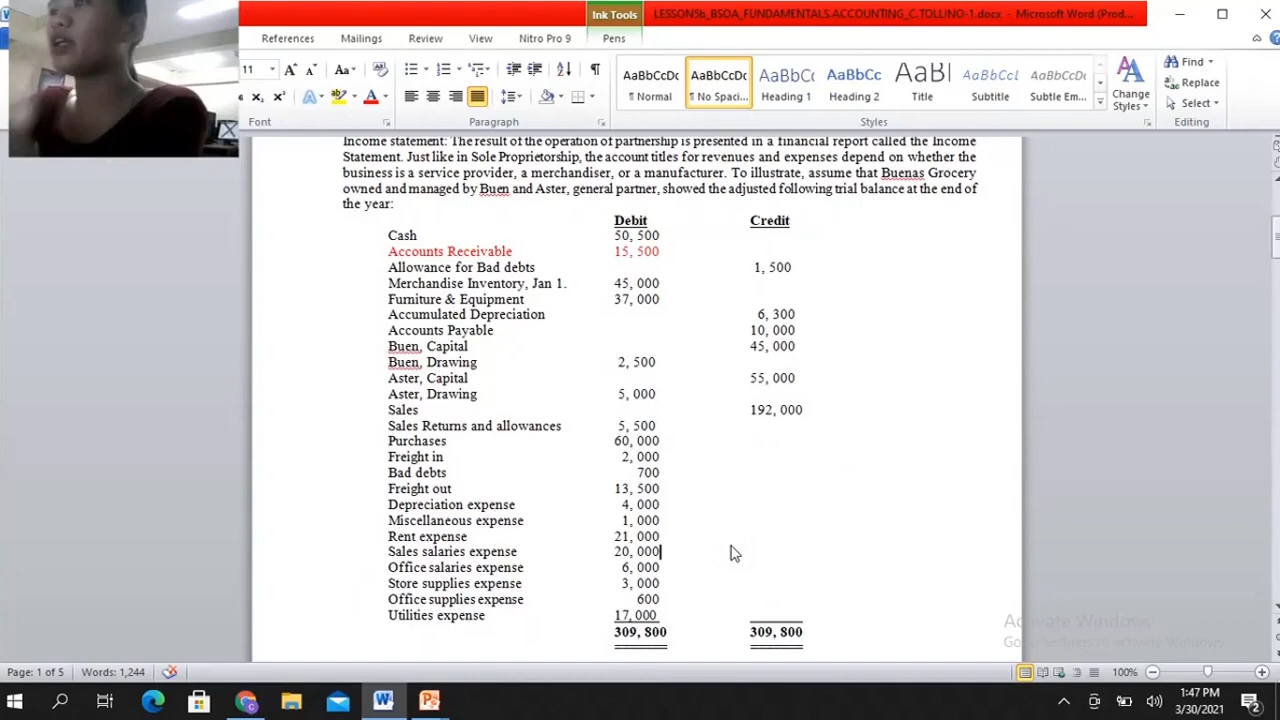 Ink Tools
LESSON5b_BSOA_FUNDAMENTALS.ACCOUNTING_C.TOLLINO-1.docx - Microsoft Word (Prod...
References Mailings Review View Nitro Pro 9 Pens
11
AaBbCcDc AaBbCcDc AaBbCc AaBbCc AaBl AaBbCcL AaBbCcDc
¶ Normal ¶ No Spaci... Heading 1 Heading 2 Title Subtitle Subtle Em...
Change Styles
Find
Replace
Select
Font Paragraph Styles Editing
Income statement: The result of the operation of partnership is presented in a financial report called the Income
Statement. Just like in Sole Proprietorship, the account titles for revenues and expenses depend on whether the
business is a service provider, a merchandiser, or a manufacturer. To illustrate, assume that Buenas Grocery
owned and managed by Buen and Aster, general partner, showed the adjusted following trial balance at the end of
the year:
Debit Credit
Cash 50, 500
Accounts Receivable 15, 500
Allowance for Bad debts 1, 500
Merchandise Inventory, Jan 1. 45, 000
Furniture & Equipment 37, 000
Accumulated Depreciation 6, 300
Accounts Payable 10, 000
Buen, Capital 45, 000
Buen, Drawing 2, 500
Aster, Capital 55, 000
Aster, Drawing 5, 000
Sales 192, 000
Sales Returns and allowances 5, 500
Purchases 60, 000
Freight in 2, 000
Bad debts 700
Freight out 13, 500
Depreciation expense 4, 000
Miscellaneous expense 1, 000
Rent expense 21, 000
Sales salaries expense 20, 000
Office salaries expense 6, 000
Store supplies expense 3, 000
Office supplies expense 600
Utilities expense 17, 000
309, 800 309, 800
Activate Windows
Go to Settings to activate Windows.
Page: 1 of 5 Words: 1,244 100%
1:47 PM
3/30/2021
2